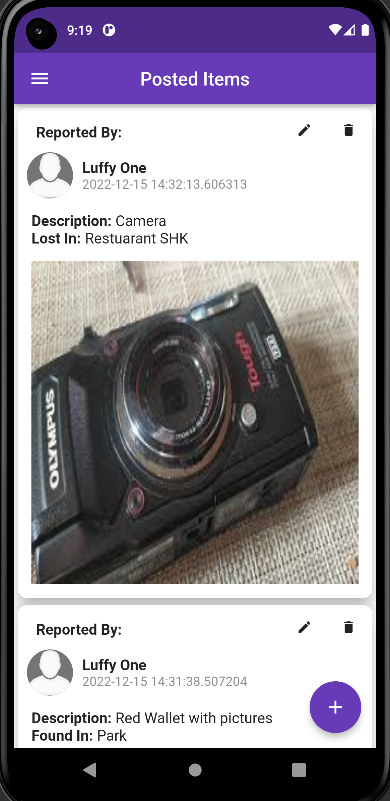 9:19
Posted Items
Reported By:
Luffy One
2022-12-15 14:32:13.606313
Description: Camera
Lost In: Restuarant SHK
OLYMPUS
Tough
Reported By:
Luffy One
2022-12-15 14:31:38.507204
Description: Red Wallet with pictures
Found In: Park